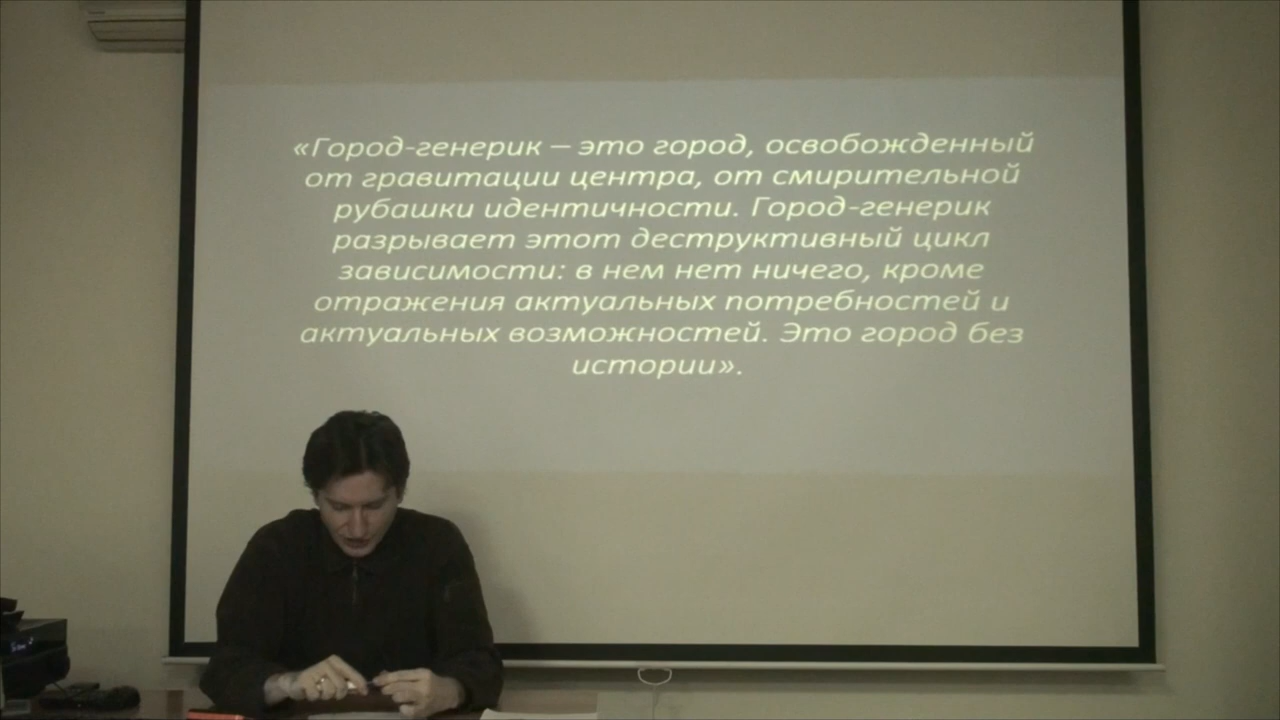 «Город-генерик – это город, освобожденный
от гравитации центра, от смирительной
рубашки идентичности. Город-генерик
разрывает этот деструктивный цикл
зависимости: в нем нет ничего, кроме
отражения актуальных потребностей и
актуальных возможностей. Это город без
истории».